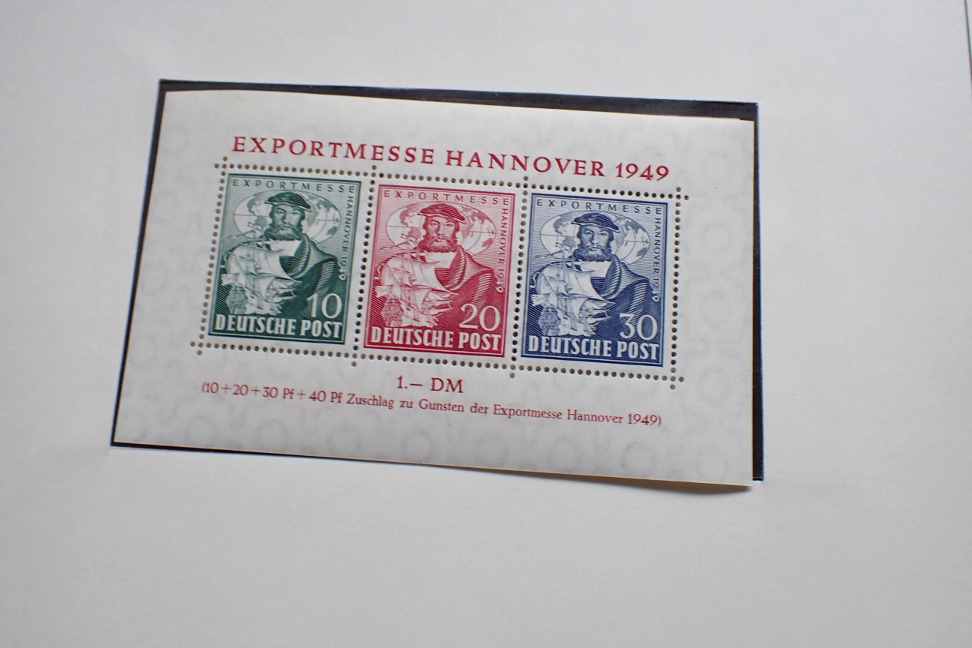 EXPORTMESSE HANNOVER 1949
EXPORTMESSE HANNOVER 1949
10
DEUTSCHE POST
EXPORTMESSE HANNOVER 1949
20
DEUTSCHE POST
EXPORTMESSE HANNOVER 1949
30
DEUTSCHE POST
1.— DM
(10+20+30 Pf+40 Pf Zuschlag zu Gunsten der Exportmesse Hannover 1949)